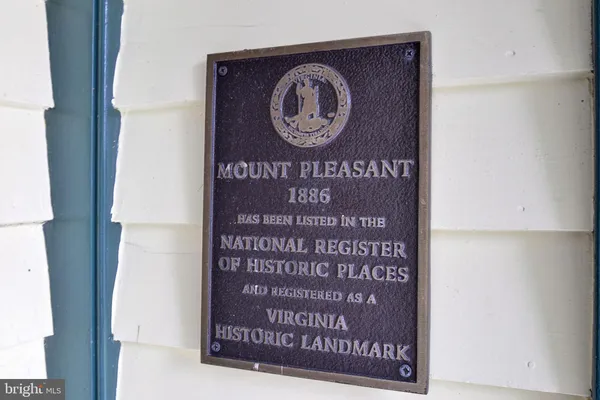 VIRGINIA
MOUNT PLEASANT
1886
HAS BEEN LISTED IN THE
NATIONAL REGISTER
OF HISTORIC PLACES
AND REGISTERED AS A
VIRGINIA
HISTORIC LANDMARK
bright MLS